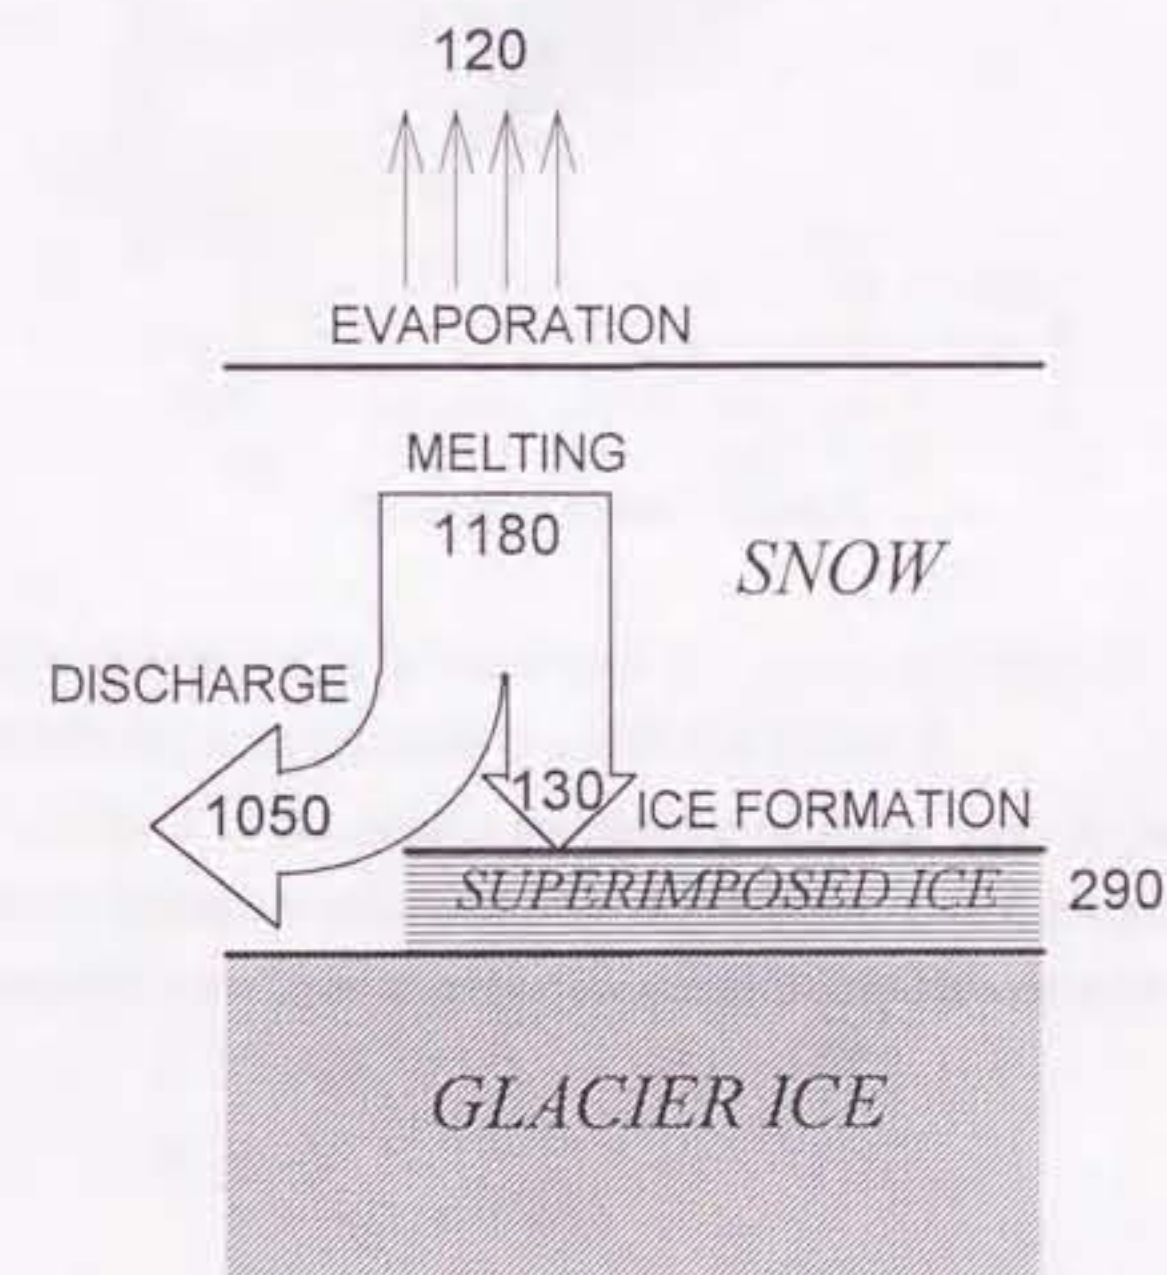 120
EVAPORATION
MELTING
1180
SNOW
DISCHARGE
1050
130
ICE FORMATION
SUPERIMPOSED ICE
290
GLACIER ICE